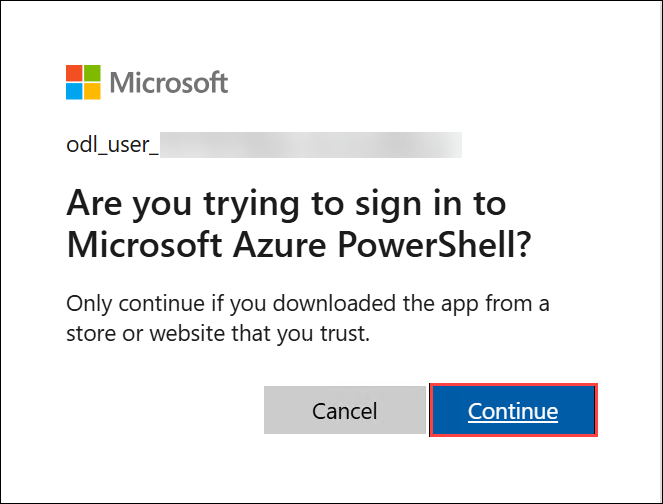 Microsoft
odl_user_
Are you trying to sign in to
Microsoft Azure PowerShell?
Only continue if you downloaded the app from a
store or website that you trust.
Cancel
Continue